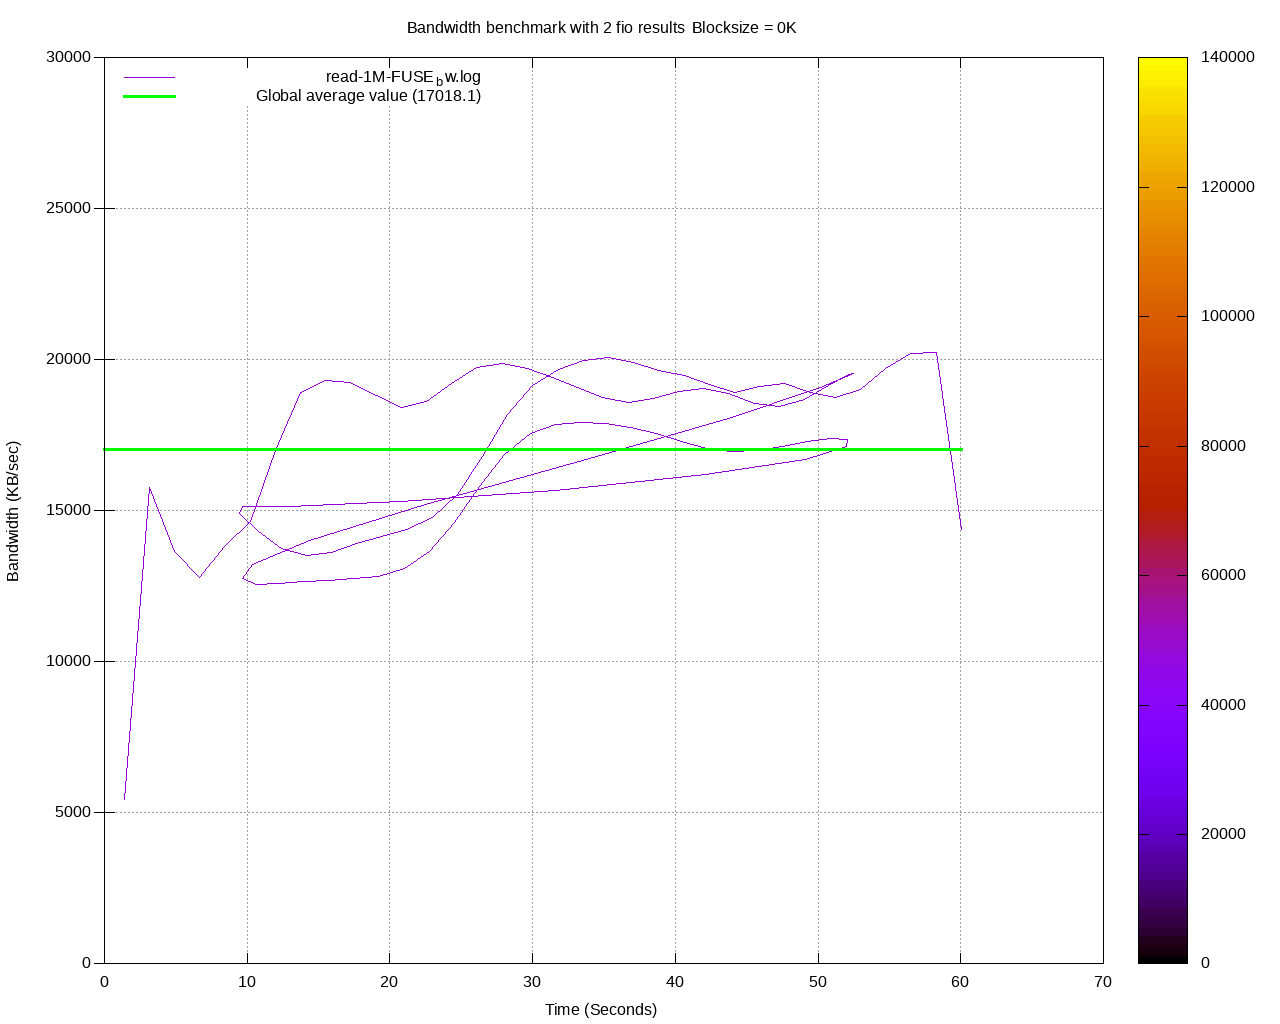 Bandwidth benchmark with 2 fio results Blocksize = 0K
read-1M-FUSE_bw.log
Global average value (17018.1)
Bandwidth (KB/sec)
30000
25000
20000
15000
10000
5000
0
0 10 20 30 40 50 60 70
Time (Seconds)
140000
120000
100000
80000
60000
40000
20000
0